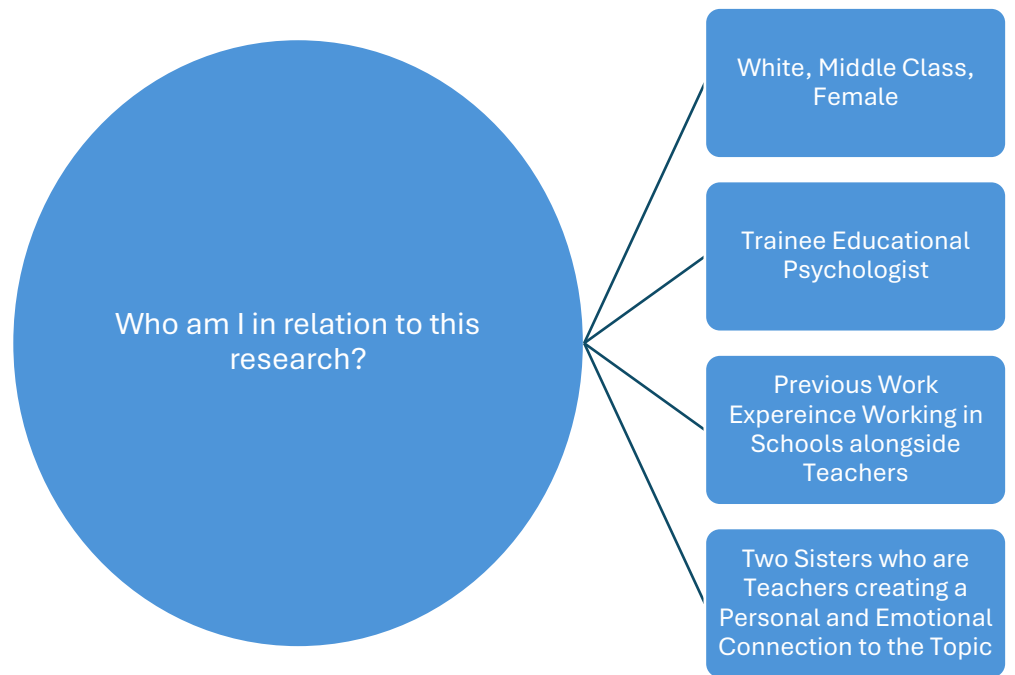 Who am I in relation to this
research?
White, Middle Class,
Female
Trainee Educational
Psychologist
Previous Work
Expereince Working in
Schools alongside
Teachers
Two Sisters who are
Teachers creating a
Personal and Emotional
Connection to the Topic